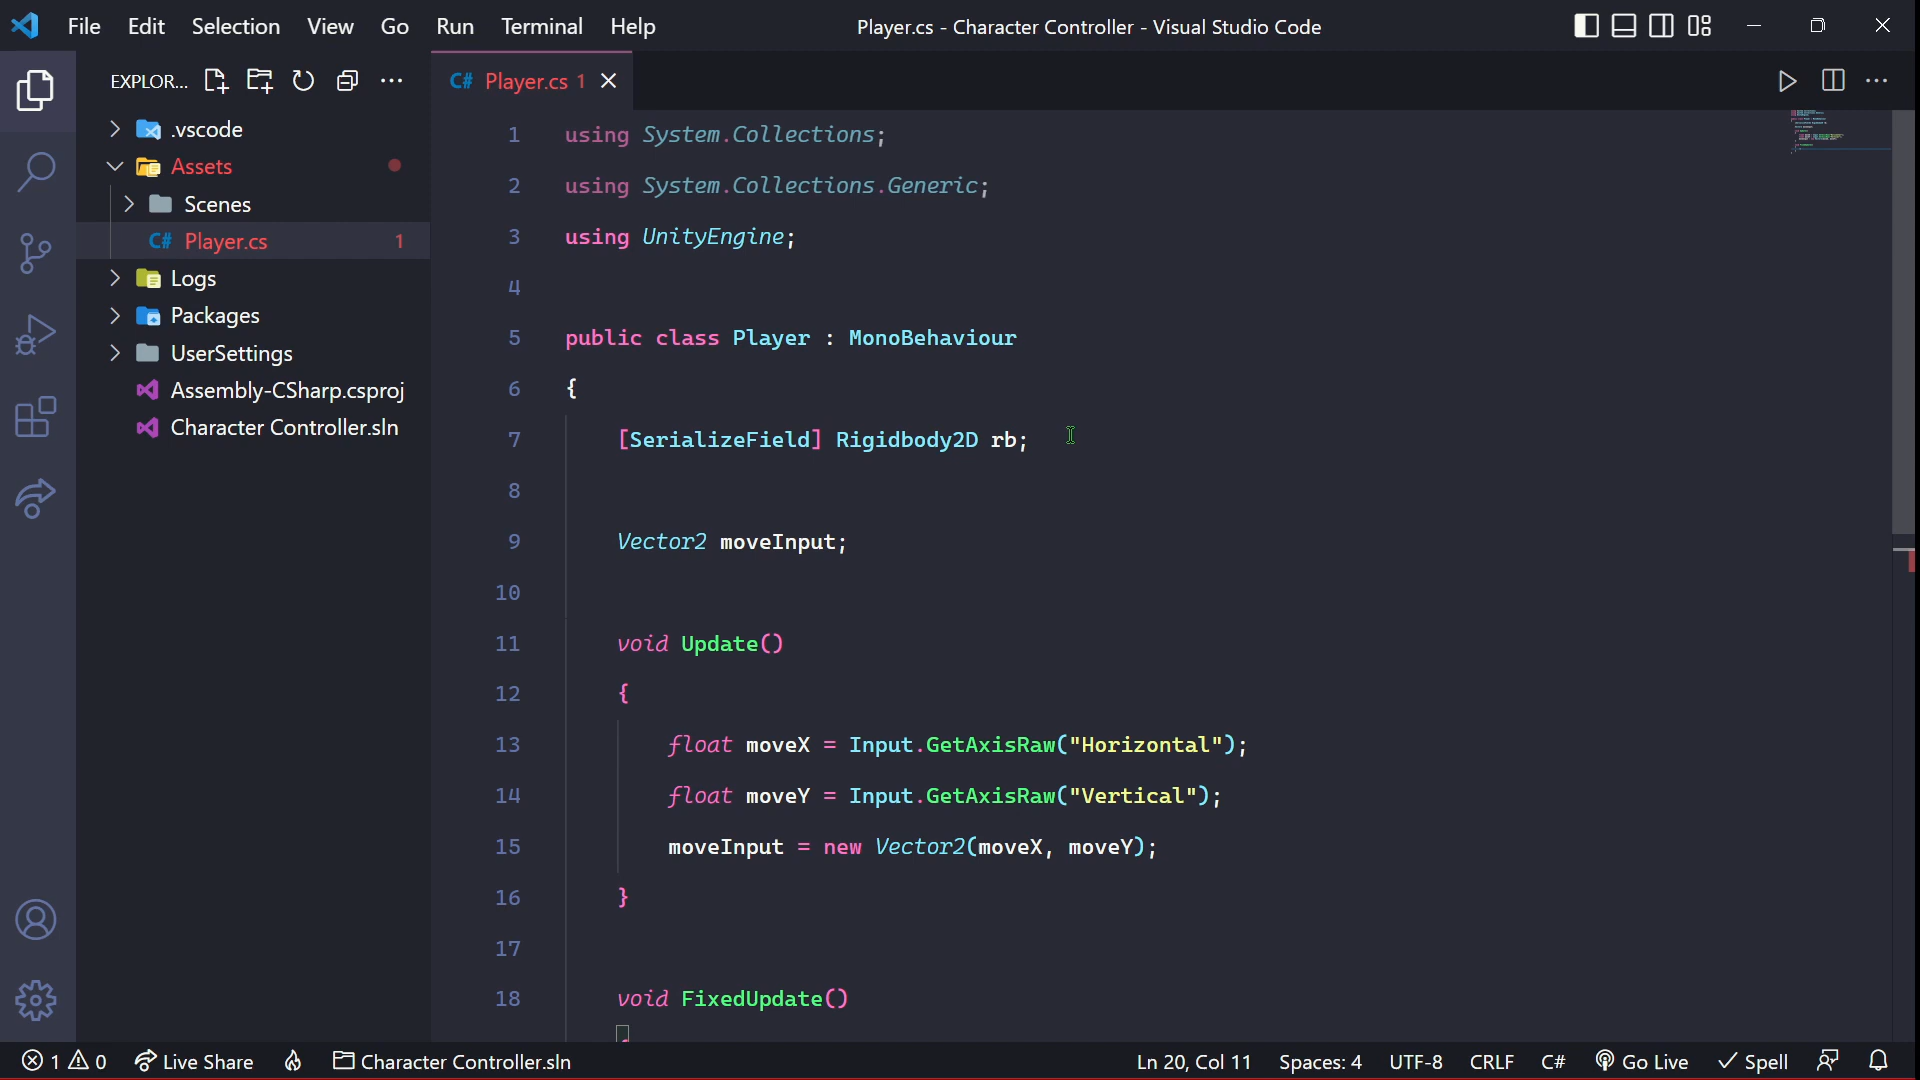 File Edit Selection View Go Run Terminal Help
Player.cs - Character Controller - Visual Studio Code
EXPLOR...
C# Player.cs 1
.vscode
Assets
Scenes
C# Player.cs 1
Logs
Packages
UserSettings
Assembly-CSharp.csproj
Character Controller.sln
1 using System.Collections;
2 using System.Collections.Generic;
3 using UnityEngine;
4
5 public class Player : MonoBehaviour
6 {
7 [SerializeField] Rigidbody2D rb;
8
9 Vector2 moveInput;
10
11 void Update()
12 {
13 float moveX = Input.GetAxisRaw("Horizontal");
14 float moveY = Input.GetAxisRaw("Vertical");
15 moveInput = new Vector2(moveX, moveY);
16 }
17
18 void FixedUpdate()
1 0 Live Share Character Controller.sln Ln 20, Col 11 Spaces: 4 UTF-8 CRLF C# Go Live Spell